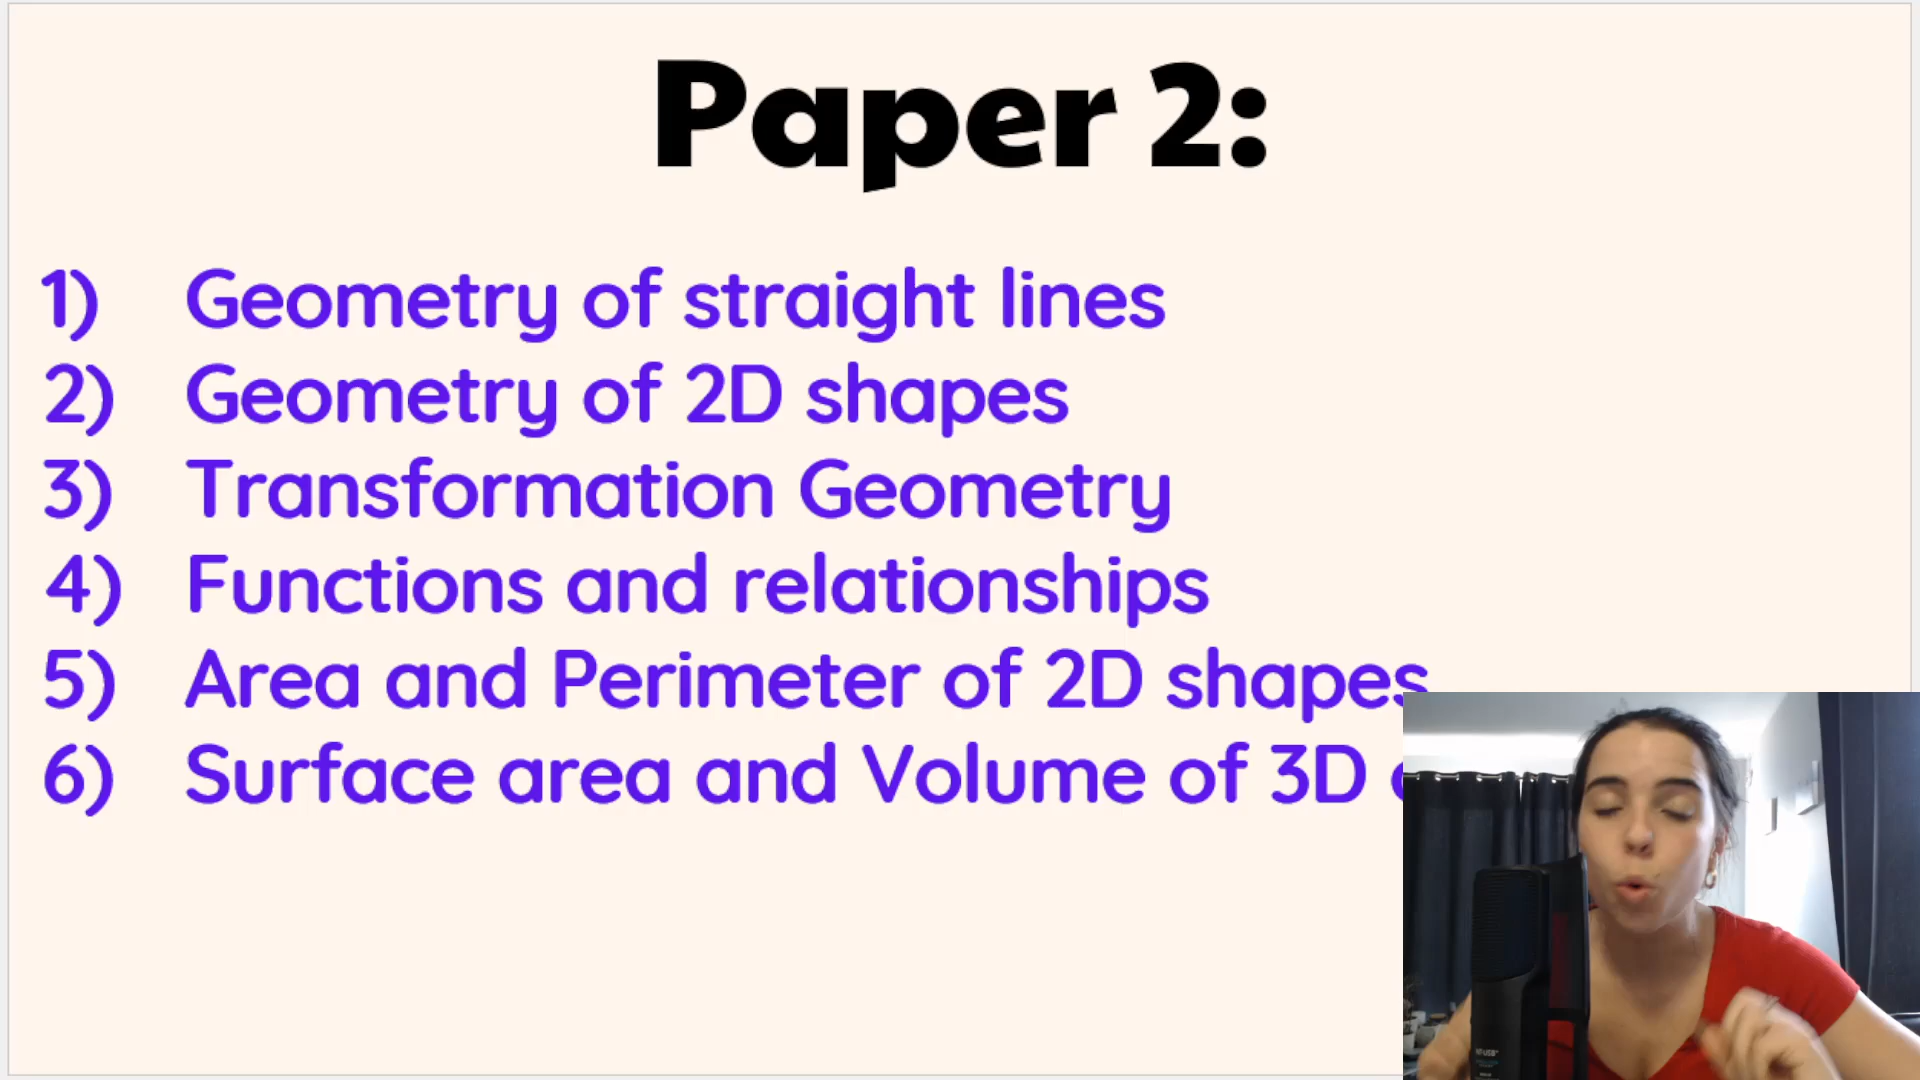 Paper 2:
1) Geometry of straight lines
2) Geometry of 2D shapes
3) Transformation Geometry
4) Functions and relationships
5) Area and Perimeter of 2D shapes
6) Surface area and Volume of 3D